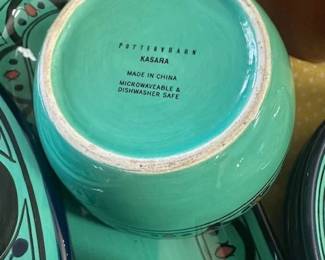 POTTERYBARN
KASARA
MADE IN CHINA
MICROWAVEABLE &
DISHWASHER SAFE